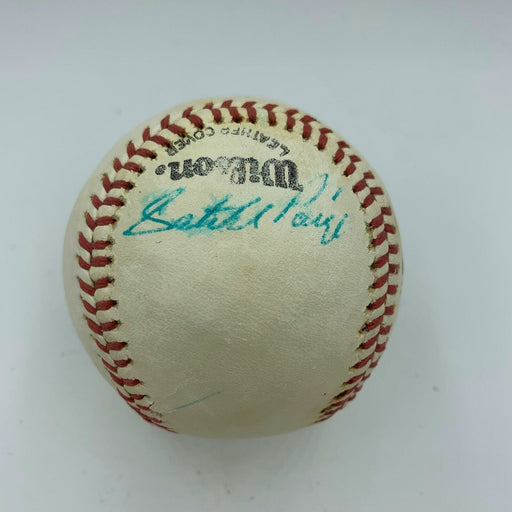 Satchel Paige
Wilson.
LEATHER COVER